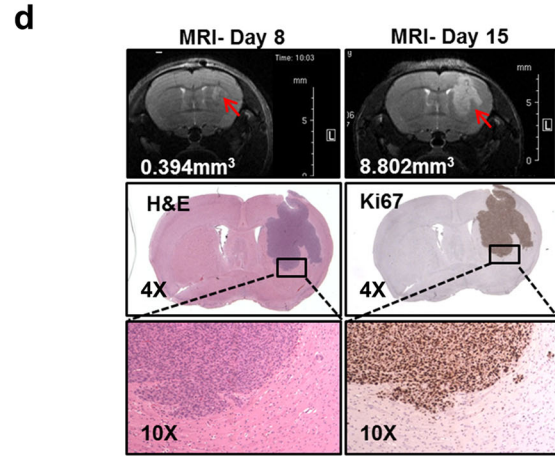 d
MRI- Day 8
MRI- Day 15
Time: 10:03
mm
5
0
L
0.394mm³
g
mm
5
0
L
8.802mm³
H&E
4X
Ki67
4X
10X
10X